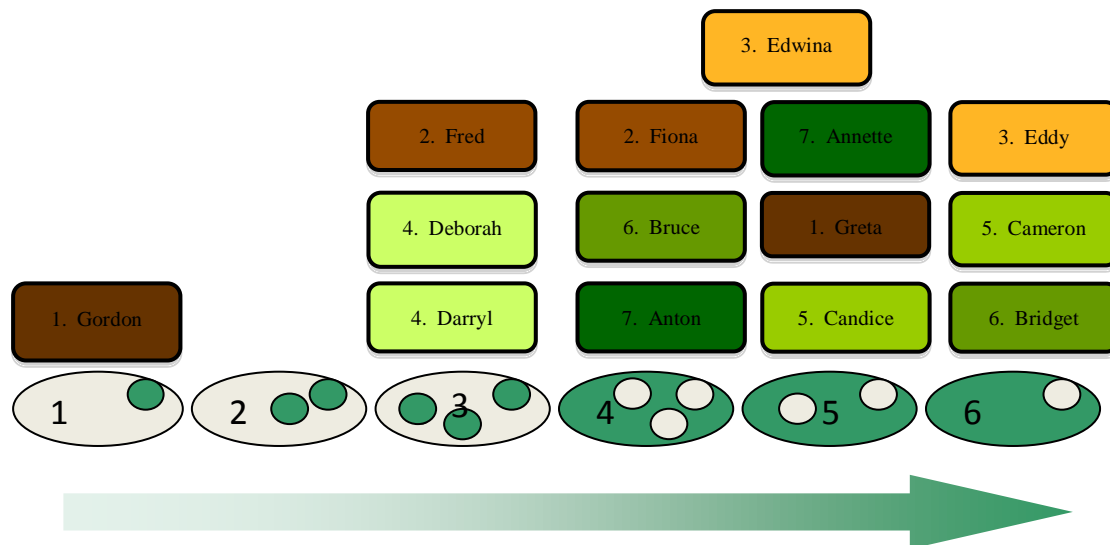 3. Edwina
2. Fred
2. Fiona
7. Annette
3. Eddy
4. Deborah
6. Bruce
1. Greta
5. Cameron
1. Gordon
4. Darryl
7. Anton
5. Candice
6. Bridget
1
2
3
4
5
6